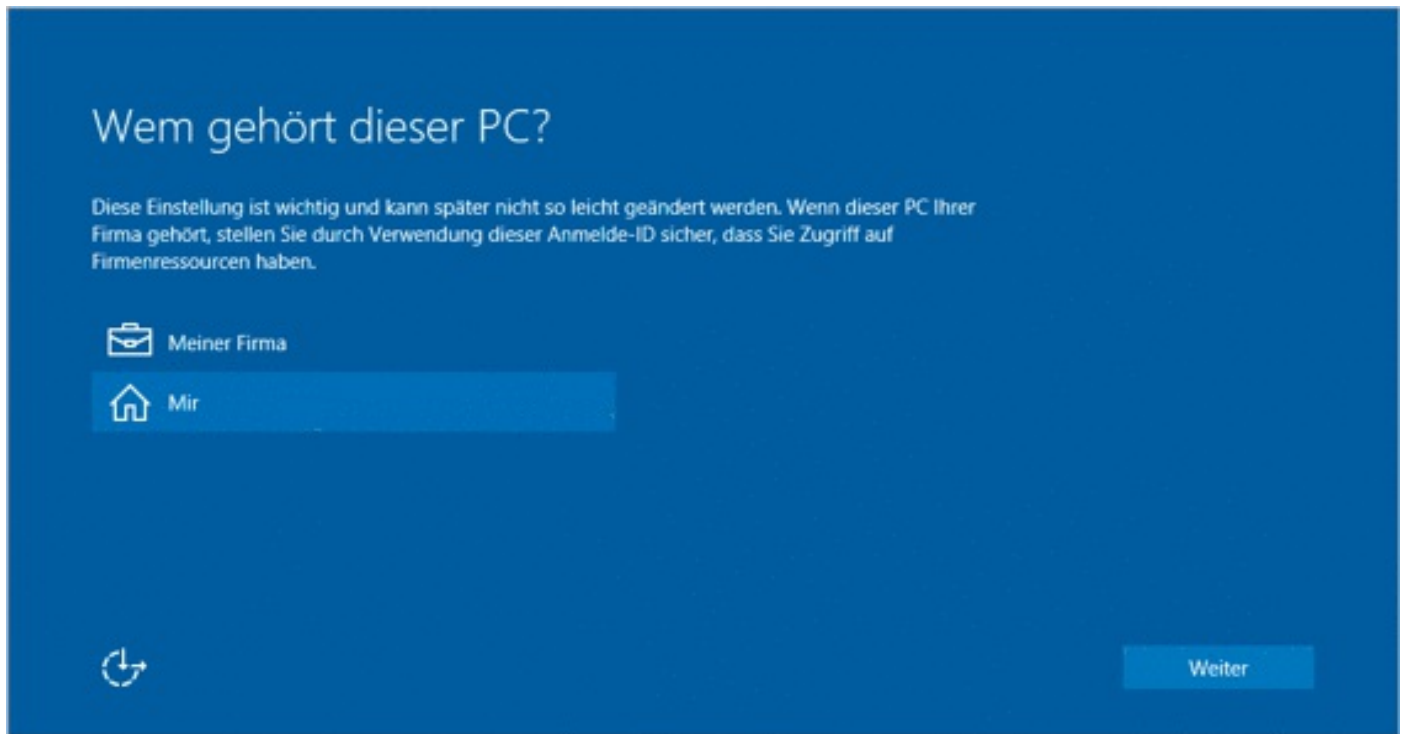 Wem gehört dieser PC?
Diese Einstellung ist wichtig und kann später nicht so leicht geändert werden. Wenn dieser PC Ihrer
Firma gehört, stellen Sie durch Verwendung dieser Anmelde-ID sicher, dass Sie Zugriff auf
Firmenressourcen haben.
Meiner Firma
Mir
Weiter